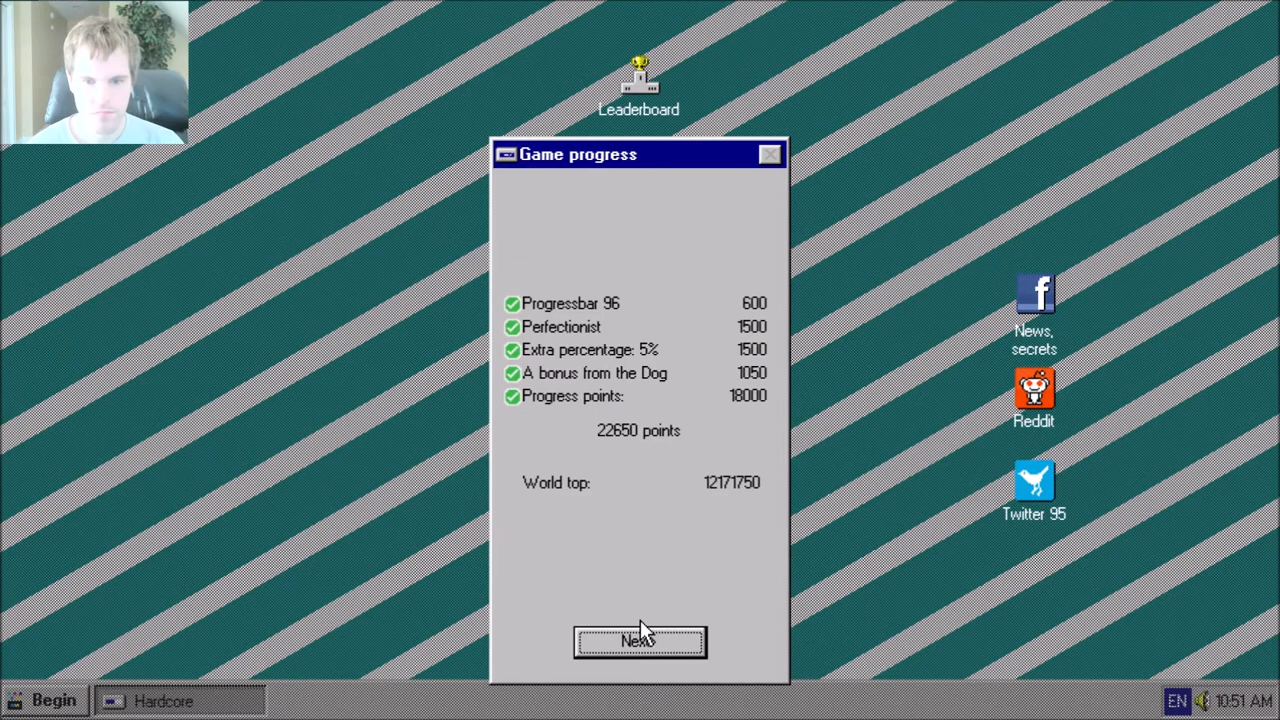 Leaderboard
Game progress
Progressbar 96 600
Perfectionist 1500
Extra percentage: 5% 1500
A bonus from the Dog 1050
Progress points: 18000
22650 points
World top: 12171750
Next
News,
secrets
Reddit
Twitter 95
Begin Hardcore EN 10:51 AM